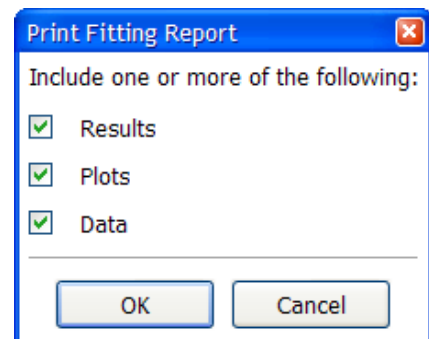 Print Fitting Report
Include one or more of the following:
Results
Plots
Data
OK Cancel